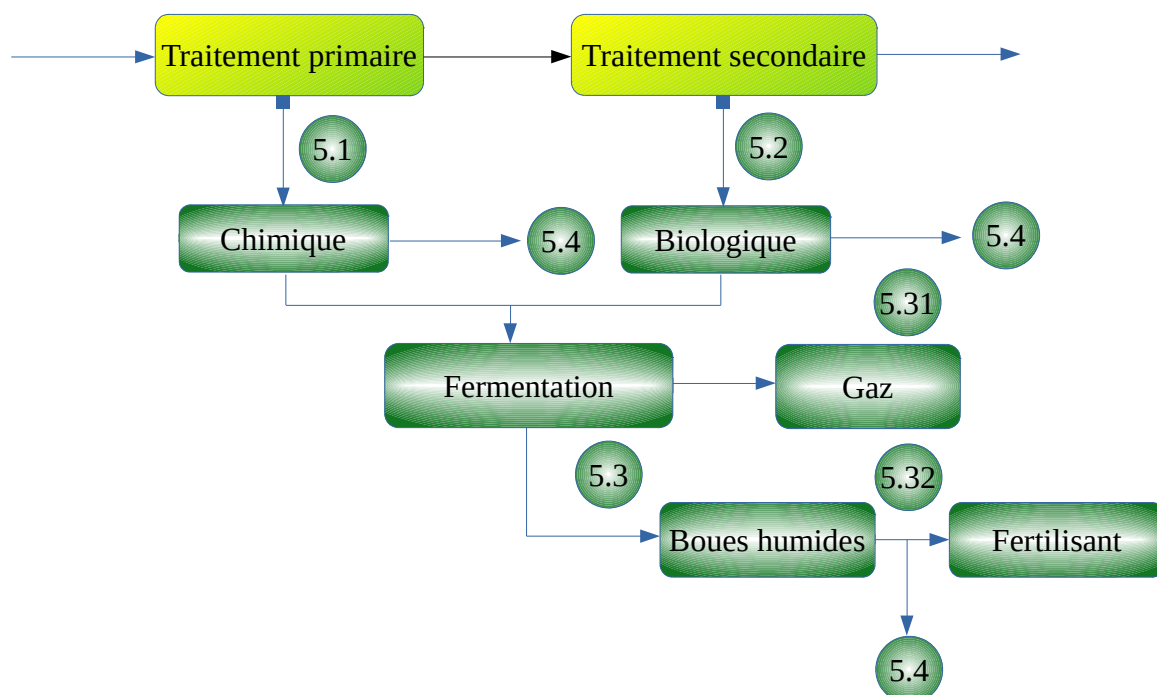 Traitement primaire
Traitement secondaire
5.1
5.2
Chimique
5.4
Biologique
5.4
5.31
Fermentation
Gaz
5.3
5.32
Boues humides
Fertilisant
5.4